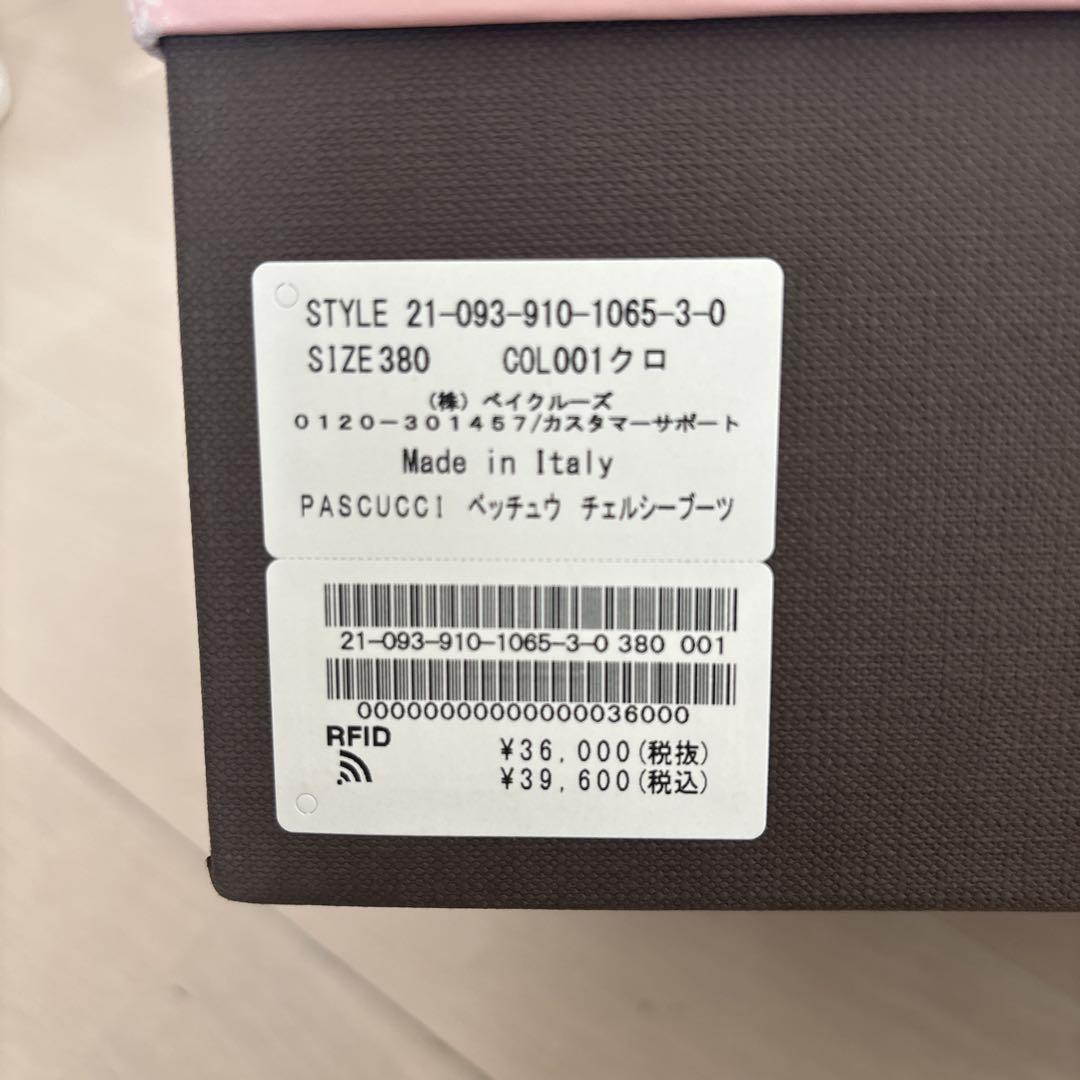 STYLE 21-093-910-1065-3-0
SIZE380 COL001クロ
(株) ベイクルーズ
0120-301457/カスタマーサポート
Made in Italy
PASCUCCI ベッチュウ チェルシーブーツ
21-093-910-1065-3-0 380 001
00000000000000036000
RFID
¥36,000(税抜)
¥39,600(税込)